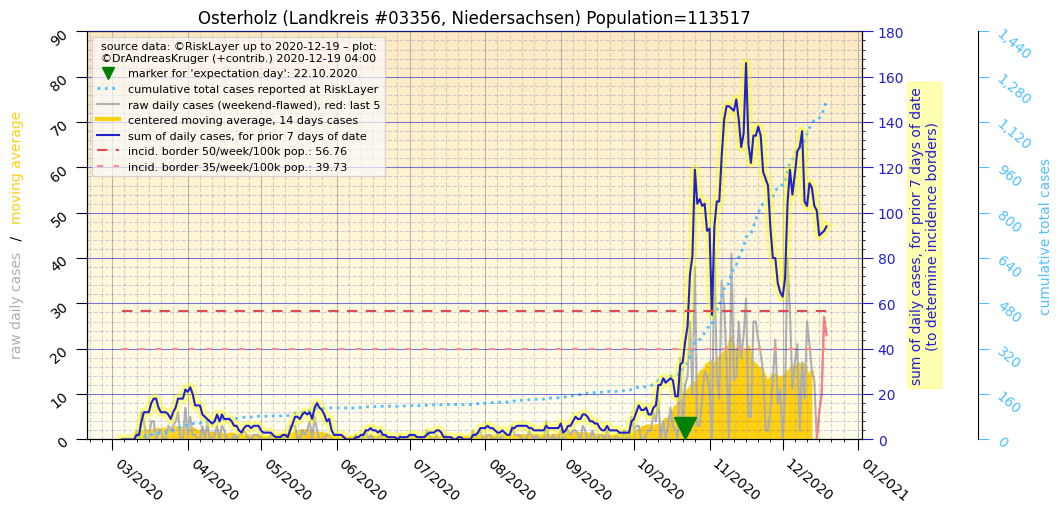 Osterholz (Landkreis #03356, Niedersachsen) Population=113517
source data: ©RiskLayer up to 2020-12-19 – plot:
©DrAndreasKruger (+contrib.) 2020-12-19 04:00
marker for 'expectation day': 22.10.2020
cumulative total cases reported at RiskLayer
raw daily cases (weekend-flawed), red: last 5
centered moving average, 14 days cases
sum of daily cases, for prior 7 days of date
incid. border 50/week/100k pop.: 56.76
incid. border 35/week/100k pop.: 39.73
raw daily cases / moving average
90
80
70
60
50
40
30
20
10
0
180
160
140
120
100
80
60
40
20
0
sum of daily cases, for prior 7 days of date
(to determine incidence borders)
1,440
1,280
1,120
960
800
640
480
320
160
0
cumulative total cases
03/2020
04/2020
05/2020
06/2020
07/2020
08/2020
09/2020
10/2020
11/2020
12/2020
01/2021